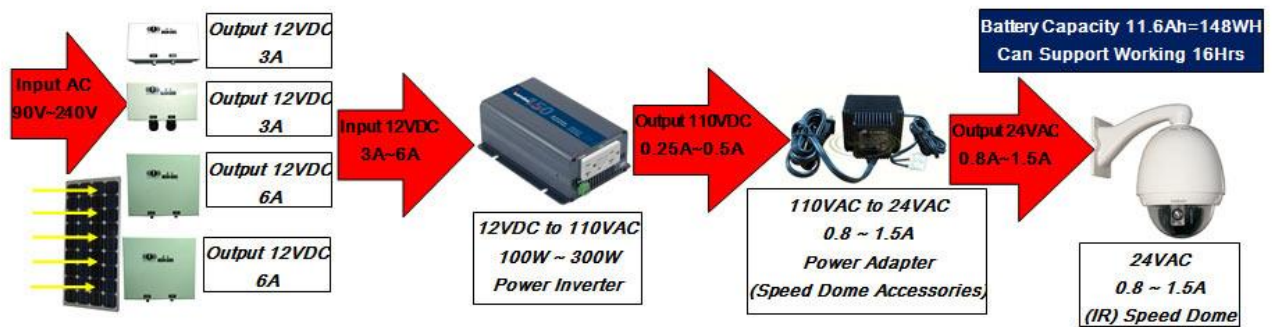 Input AC
90V~240V
Output 12VDC
3A
Output 12VDC
3A
Output 12VDC
6A
Output 12VDC
6A
Input 12VDC
3A~6A
12VDC to 110VAC
100W ~ 300W
Power Inverter
Output 110VDC
0.25A~0.5A
110VAC to 24VAC
0.8 ~ 1.5A
Power Adapter
(Speed Dome Accessories)
Output 24VAC
0.8A~1.5A
Battery Capacity 11.6Ah=148WH
Can Support Working 16Hrs
24VAC
0.8 ~ 1.5A
(IR) Speed Dome